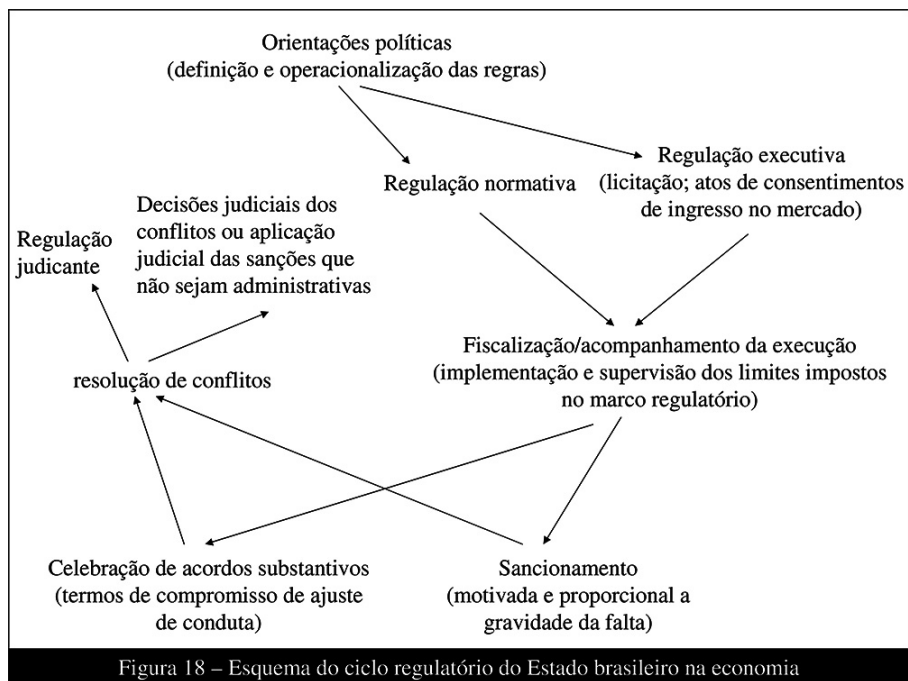 Orientações políticas
(definição e operacionalização das regras)
Regulação executiva
(licitação; atos de consentimentos
de ingresso no mercado)
Regulação normativa
Decisões judiciais dos
conflitos ou aplicação
judicial das sanções que
não sejam administrativas
Regulação
judicante
Fiscalização/acompanhamento da execução
(implementação e supervisão dos limites impostos
no marco regulatório)
resolução de conflitos
Celebração de acordos substantivos
(termos de compromisso de ajuste
de conduta)
Sancionamento
(motivada e proporcional a
gravidade da falta)
Figura 18 – Esquema do ciclo regulatório do Estado brasileiro na economia